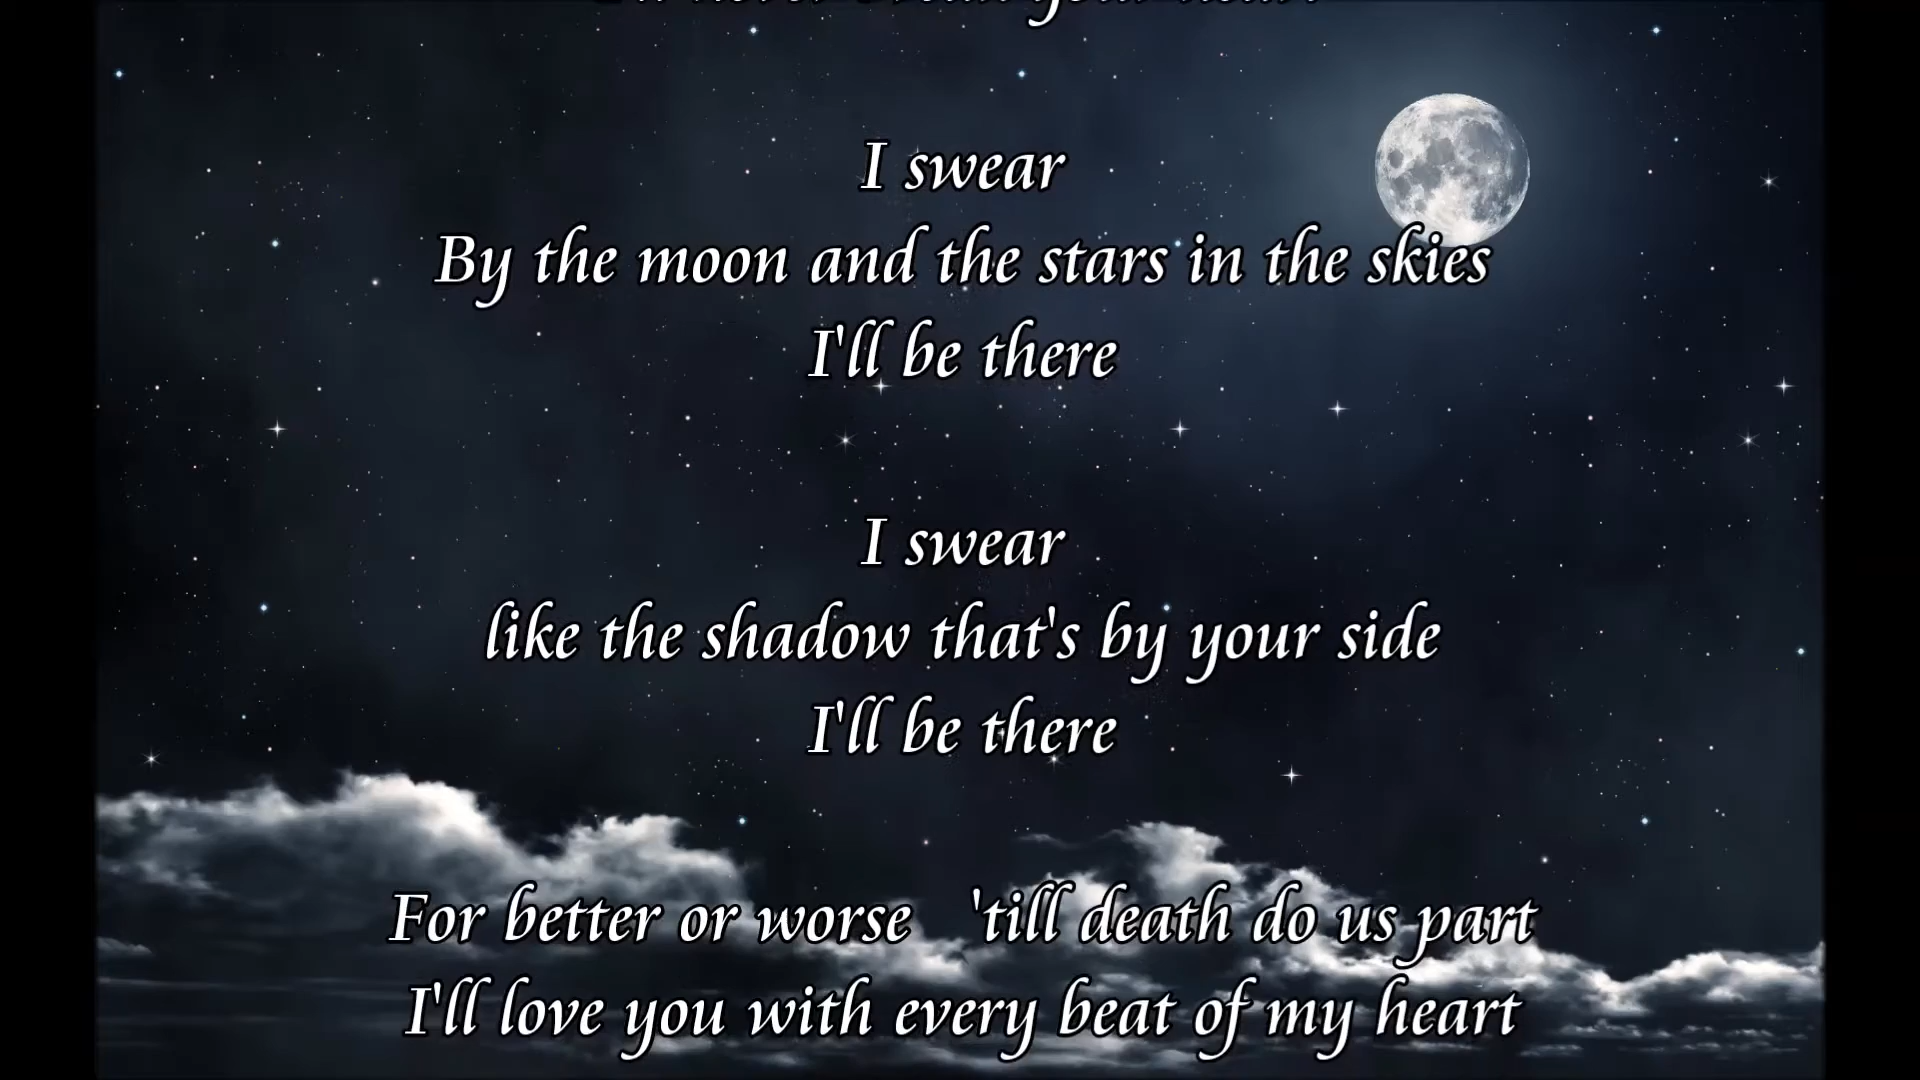 I swear
By the moon and the stars in the skies
I'll be there
I swear
like the shadow that's by your side
I'll be there
For better or worse 'till death do us part
I'll love you with every beat of my heart